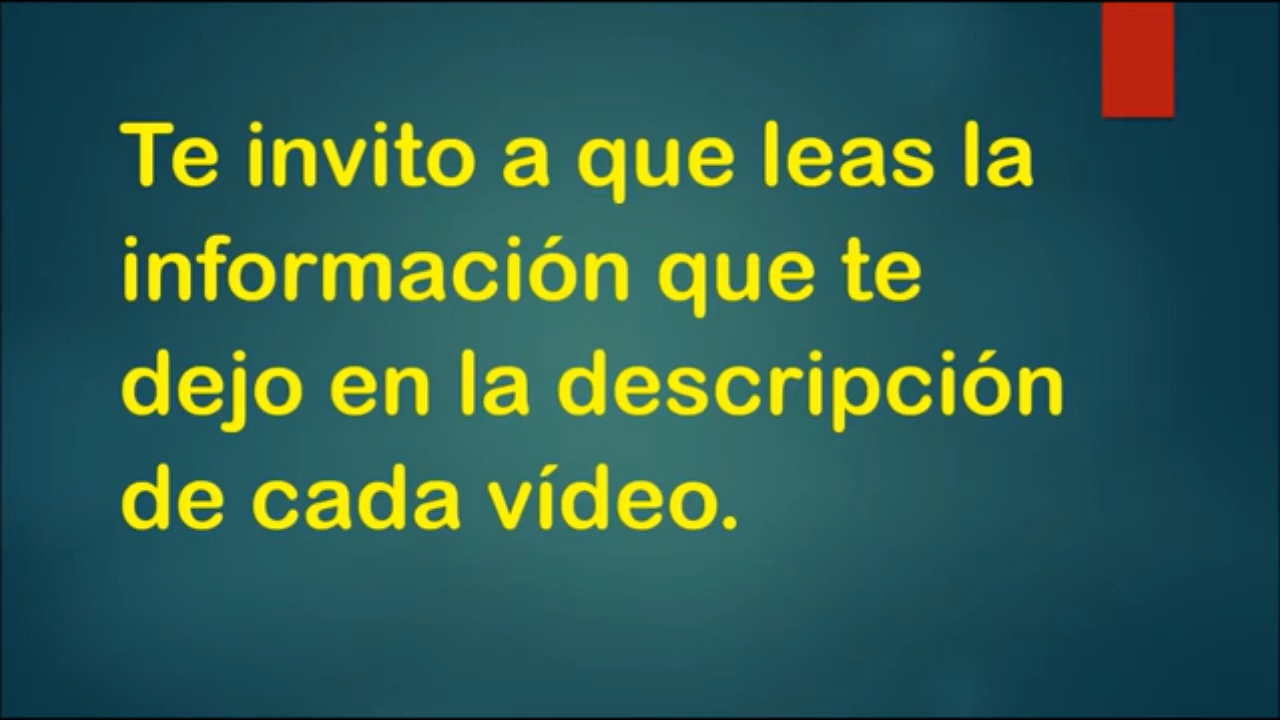 Te invito a que leas la
información que te
dejo en la descripción
de cada vídeo.